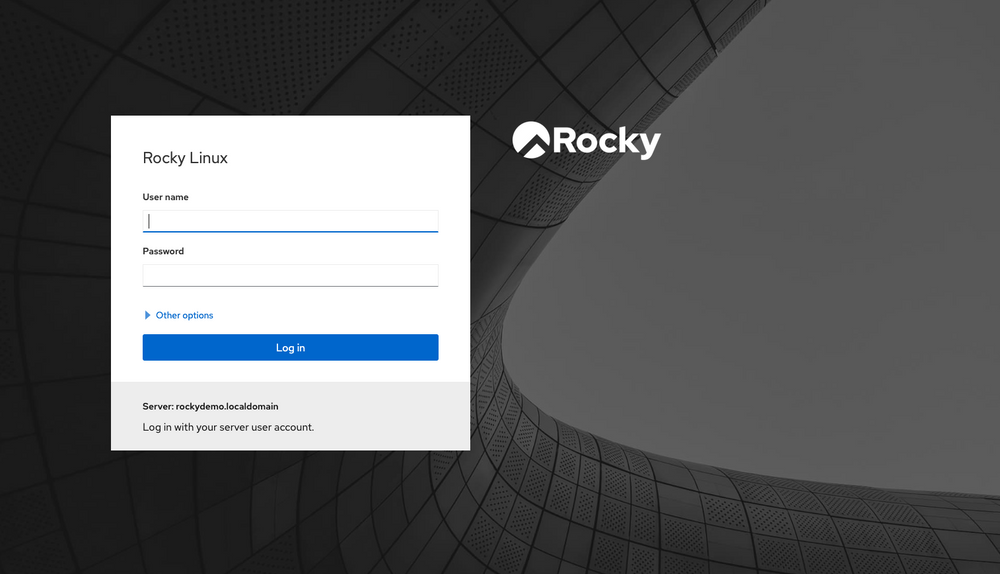 Rocky Linux
User name
Password
Other options
Log in
Server: rockydemo.localdomain
Log in with your server user account.
Rocky